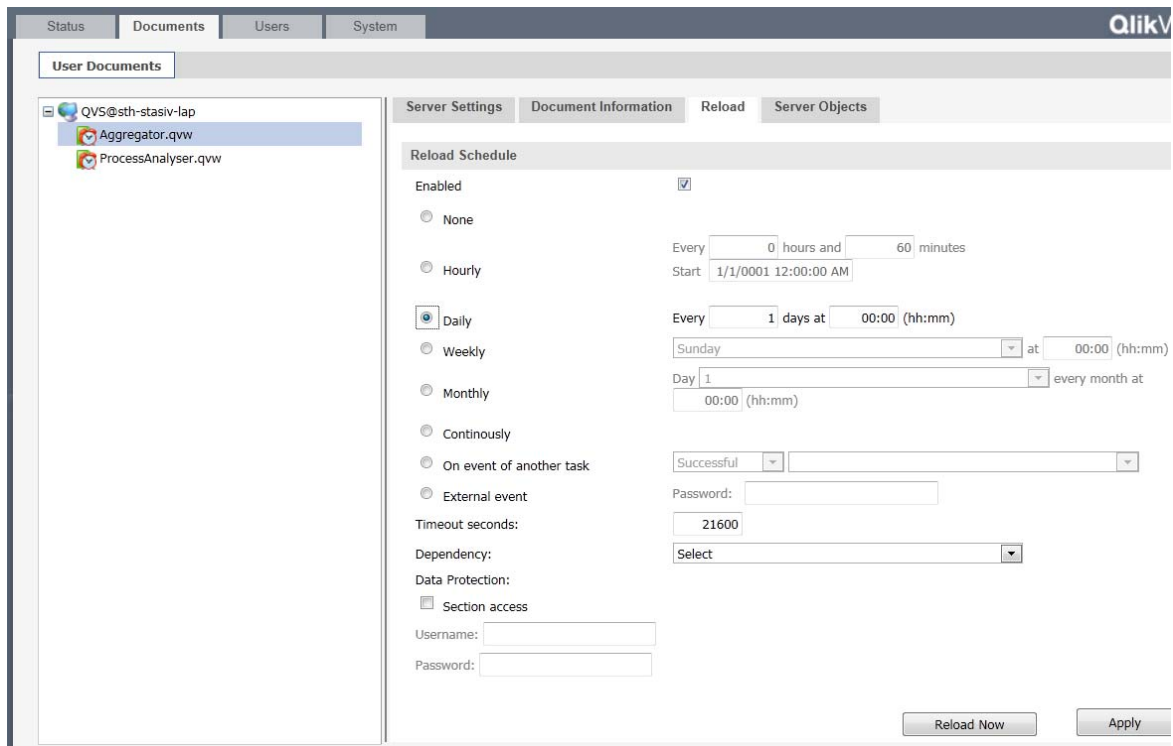 Status Documents Users System QlikV
User Documents
QVS@sth-stasiv-lap
Aggregator.qvw
ProcessAnalyser.qvw
Server Settings Document Information Reload Server Objects
Reload Schedule
Enabled
None
Hourly
Every 0 hours and 60 minutes
Start 1/1/0001 12:00:00 AM
Daily Every 1 days at 00:00 (hh:mm)
Weekly Sunday at 00:00 (hh:mm)
Monthly
Day 1 every month at
00:00 (hh:mm)
Continously
On event of another task Successful
External event Password:
Timeout seconds: 21600
Dependency: Select
Data Protection:
Section access
Username:
Password:
Reload Now Apply